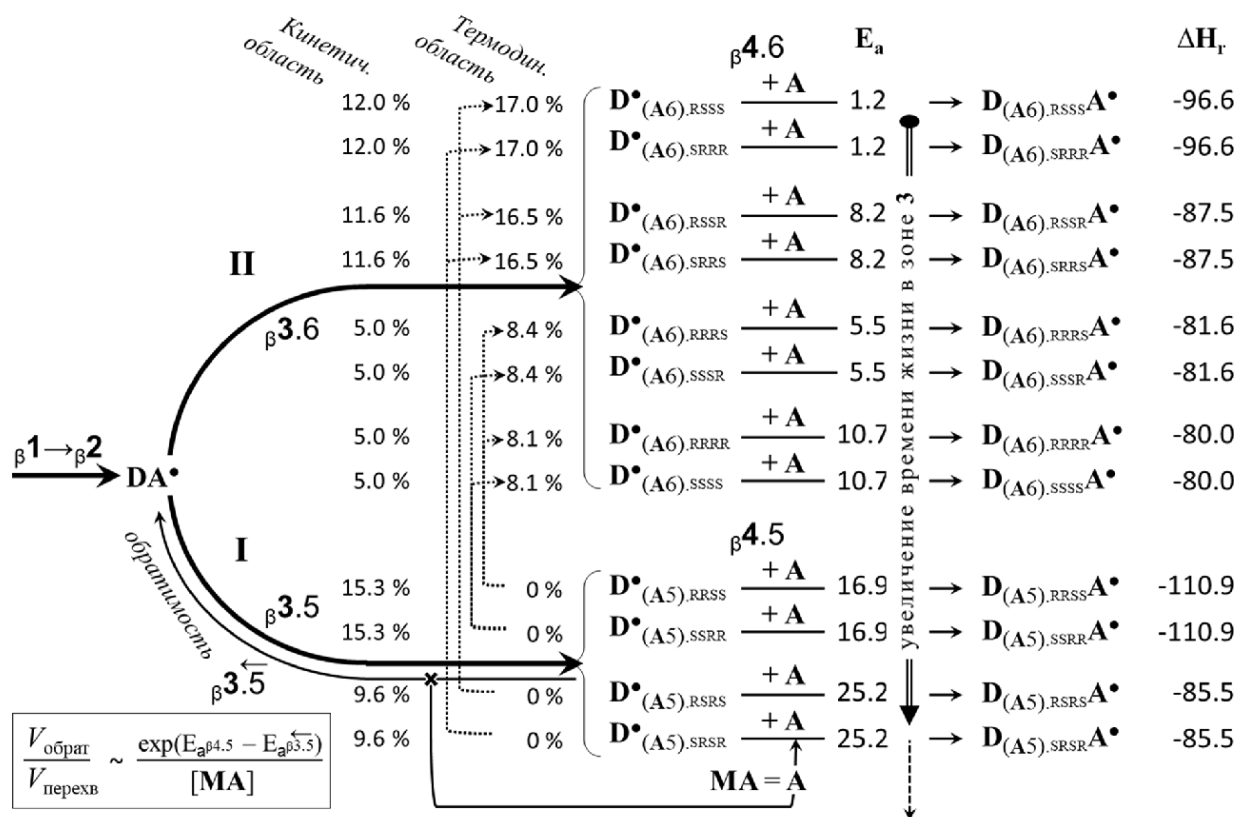 Кинетич.
область
Термодин.
область
β4.6
Ea
ΔHr
12.0 % 17.0 % D•(A6).RSSS + A 1.2 → D(A6).RSSSA• -96.6
12.0 % 17.0 % D•(A6).SRRR + A 1.2 → D(A6).SRRRA• -96.6
11.6 % 16.5 % D•(A6).RSSR + A 8.2 → D(A6).RSSRA• -87.5
11.6 % 16.5 % D•(A6).SRRS + A 8.2 → D(A6).SRRSA• -87.5
II
β3.6
5.0 % 8.4 % D•(A6).RRRS + A 5.5 → D(A6).RRRSA• -81.6
5.0 % 8.4 % D•(A6).SSSR + A 5.5 → D(A6).SSSRA• -81.6
5.0 % 8.1 % D•(A6).RRRR + A 10.7 → D(A6).RRRRA• -80.0
5.0 % 8.1 % D•(A6).SSSS + A 10.7 → D(A6).SSSSA• -80.0
увеличение времени жизни в зоне 3
β1→β2
DA•
I
β3.5
обратимость
β3.5
β4.5
15.3 % 0 % D•(A5).RRSS + A 16.9 → D(A5).RRSSA• -110.9
15.3 % 0 % D•(A5).SSRR + A 16.9 → D(A5).SSRRA• -110.9
9.6 % 0 % D•(A5).RSRS + A 25.2 → D(A5).RSRSA• -85.5
9.6 % 0 % D•(A5).SRSR + A 25.2 → D(A5).SRSRA• -85.5
MA = A
Vобрат exp(Eaβ4.5 – Eaβ3.5)
~
Vперехв [MA]